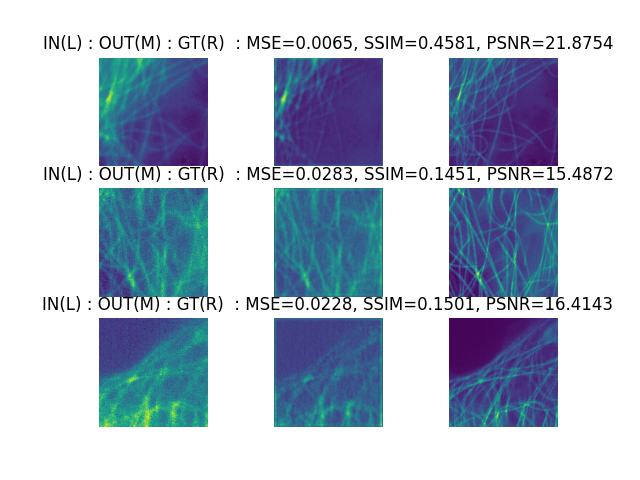 IN(L) : OUT(M) : GT(R)  : MSE=0.0065, SSIM=0.4581, PSNR=21.8754
IN(L) : OUT(M) : GT(R)  : MSE=0.0283, SSIM=0.1451, PSNR=15.4872
IN(L) : OUT(M) : GT(R)  : MSE=0.0228, SSIM=0.1501, PSNR=16.4143